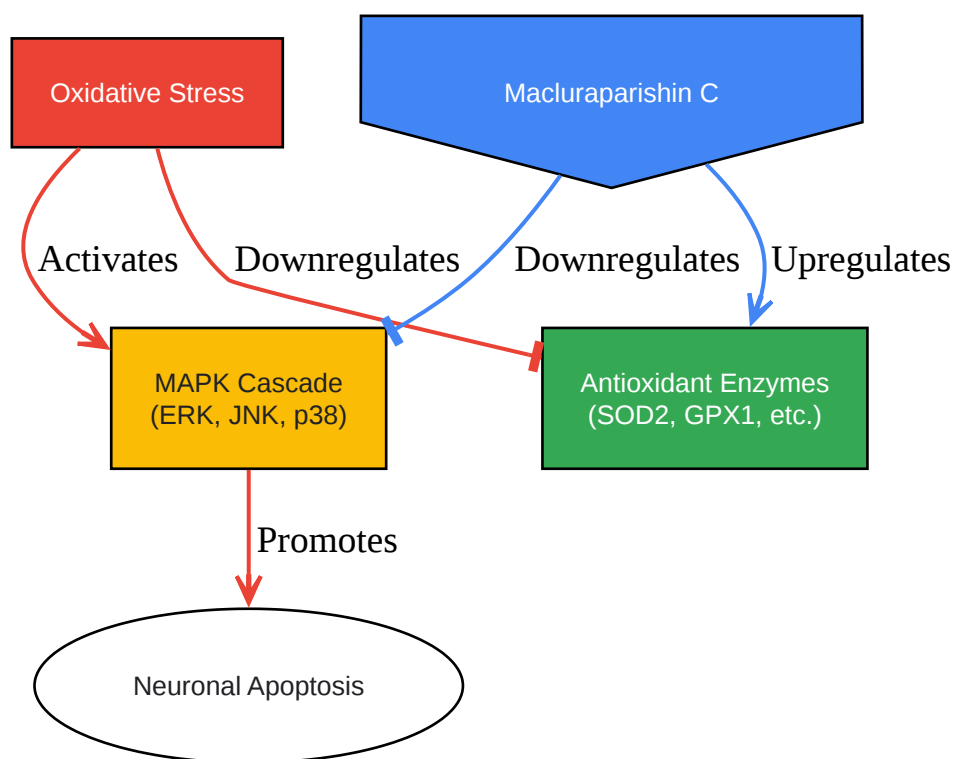 Oxidative Stress
Macluraparishin C
Activates
Downregulates
Downregulates
Upregulates
MAPK Cascade
(ERK, JNK, p38)
Antioxidant Enzymes
(SOD2, GPX1, etc.)
Promotes
Neuronal Apoptosis